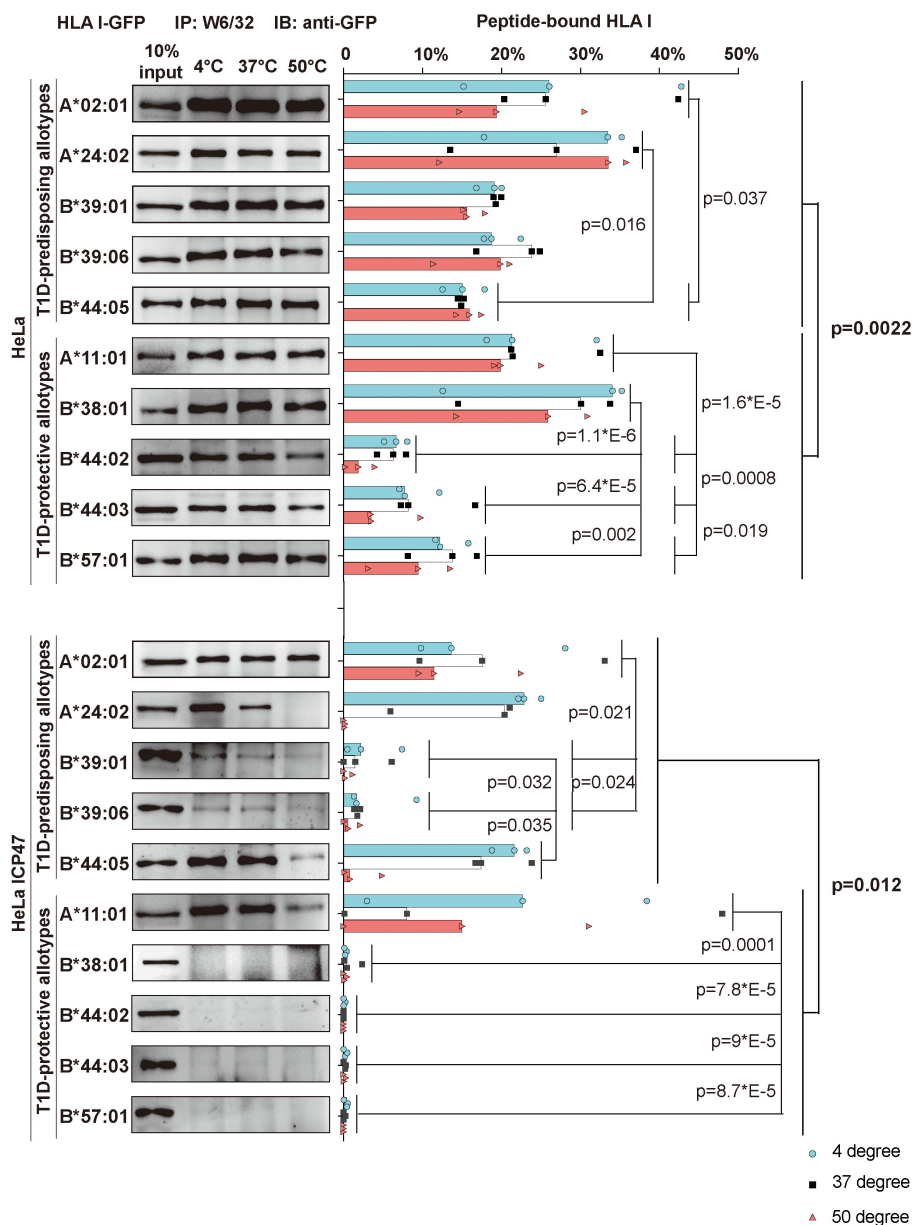 HLA I-GFP IP: W6/32 IB: anti-GFP Peptide-bound HLA I
10% input 4°C 37°C 50°C 0 10% 20% 30% 40% 50%
HeLa
T1D-predisposing allotypes
A*02:01
A*24:02
B*39:01
B*39:06
B*44:05
p=0.016
p=0.037
T1D-protective allotypes
A*11:01
B*38:01
B*44:02
B*44:03
B*57:01
p=1.1*E-6
p=6.4*E-5
p=0.002
p=1.6*E-5
p=0.0008
p=0.019
p=0.0022
HeLa ICP47
T1D-predisposing allotypes
A*02:01
A*24:02
B*39:01
B*39:06
B*44:05
p=0.021
p=0.032
p=0.024
p=0.035
T1D-protective allotypes
A*11:01
B*38:01
B*44:02
B*44:03
B*57:01
p=0.0001
p=7.8*E-5
p=9*E-5
p=8.7*E-5
p=0.012
4 degree
37 degree
50 degree